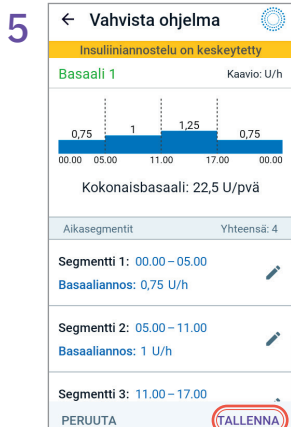 5
Vahvista ohjelma
Insuliiniannostelu on keskeytetty
Basaali 1 Kaavio: U/h
0,75 1 1,25 0,75
00.00 05.00 11.00 17.00 00.00
Kokonaisbasaali: 22,5 U/pvä
Aikasegmentit Yhteensä: 4
Segmentti 1: 00.00 – 05.00
Basaaliannos: 0,75 U/h
Segmentti 2: 05.00 – 11.00
Basaaliannos: 1 U/h
Segmentti 3: 11.00 – 17.00
PERUUTA TALLENNA